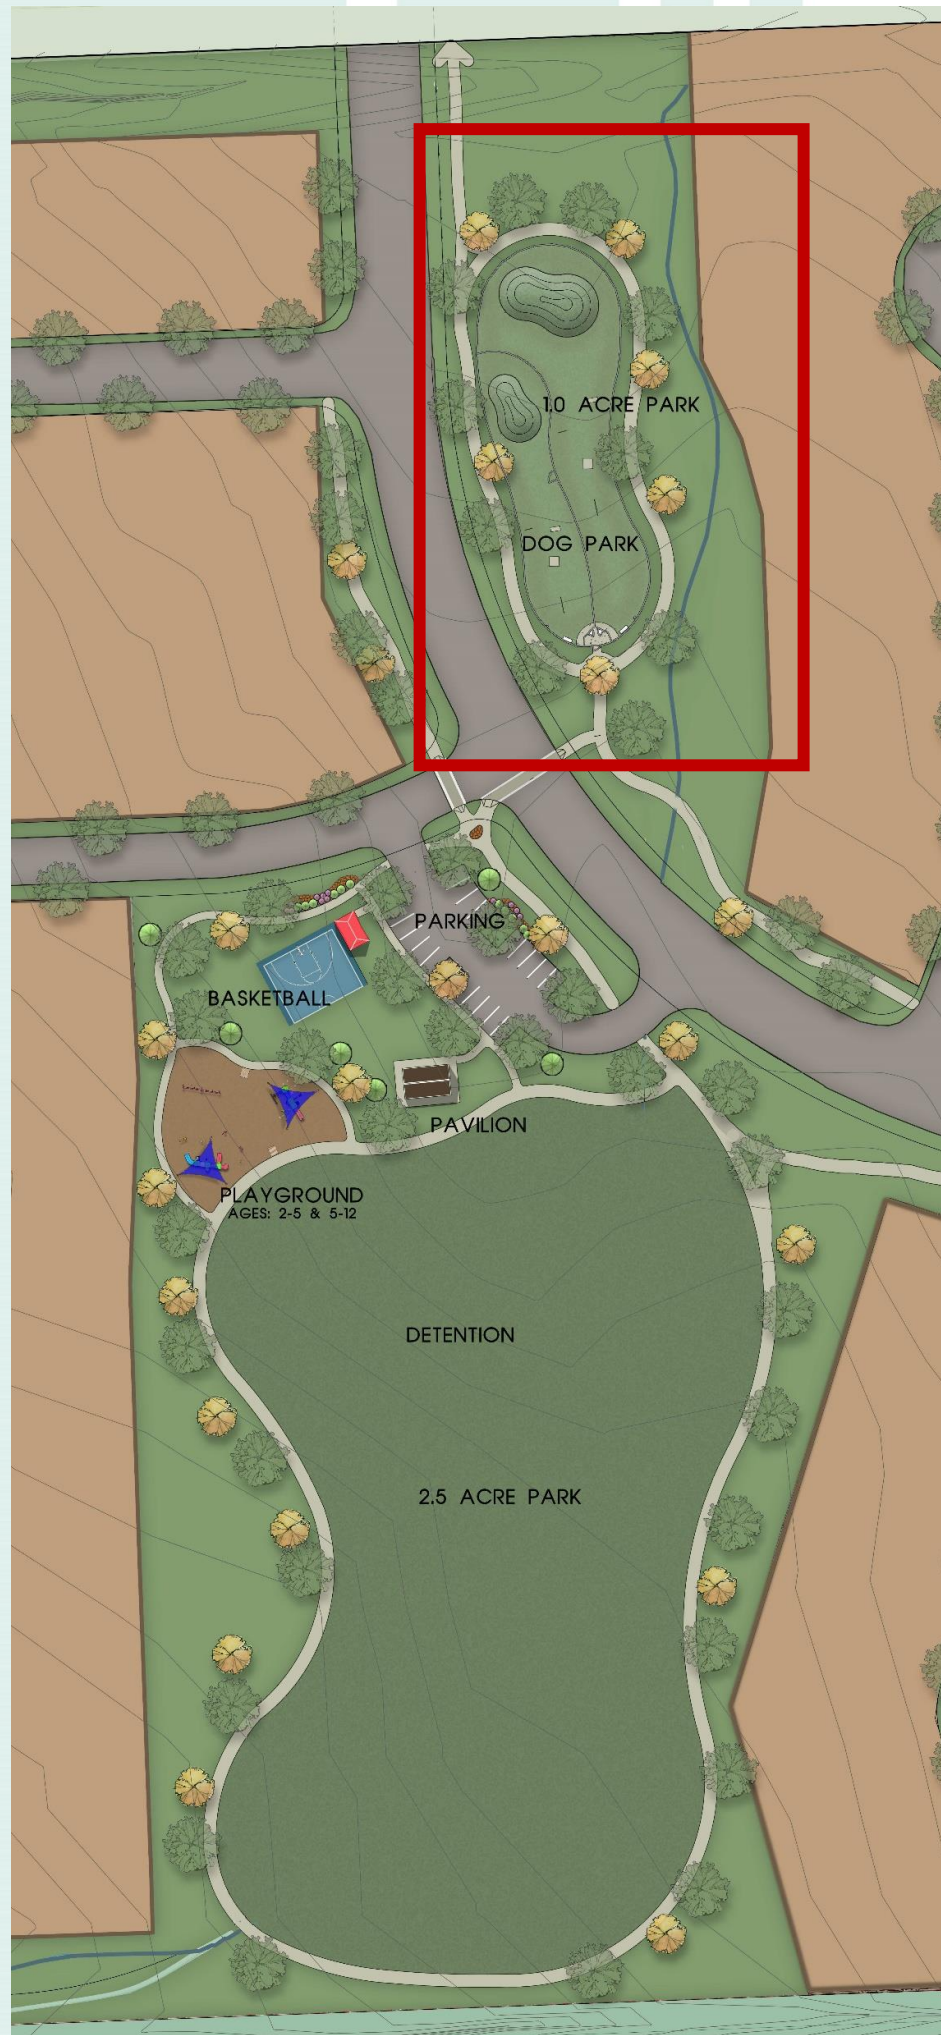 1.0 ACRE PARK
DOG PARK
PARKING
BASKETBALL
PAVILION
PLAYGROUND
AGES: 2-5 & 5-12
DETENTION
2.5 ACRE PARK